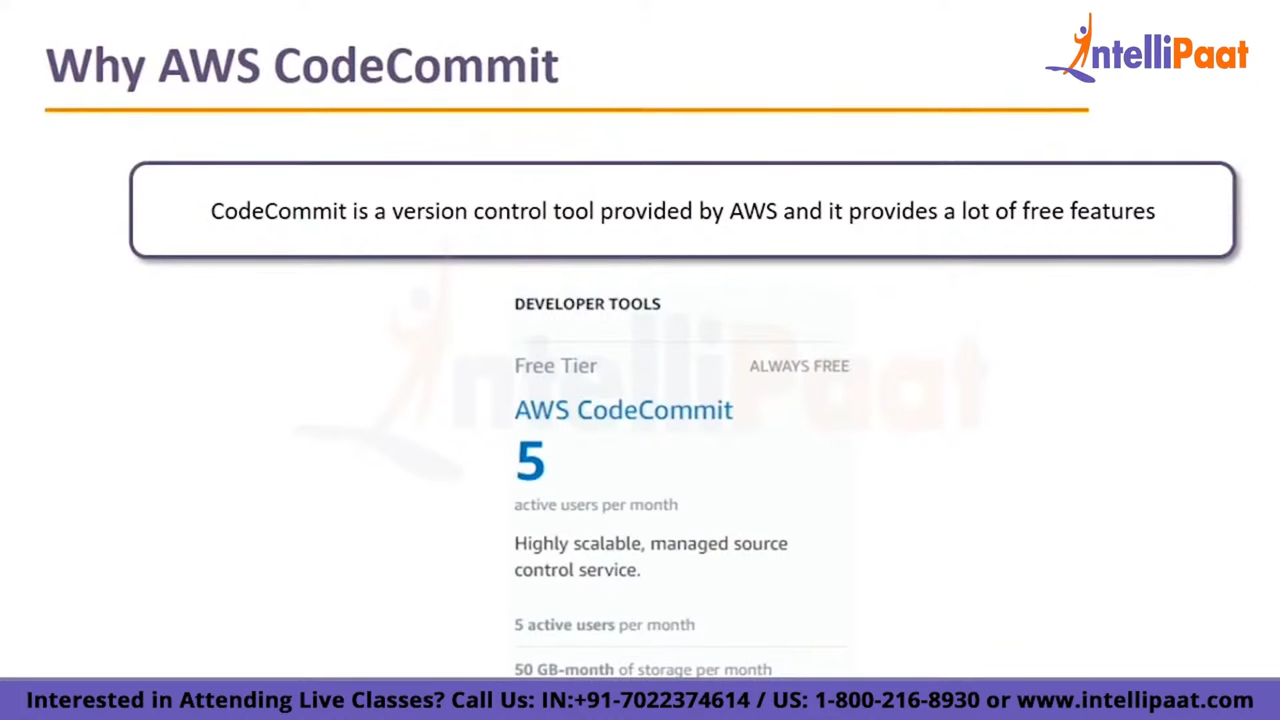 Why AWS CodeCommit
IntelliPaat
CodeCommit is a version control tool provided by AWS and it provides a lot of free features
DEVELOPER TOOLS
Free Tier ALWAYS FREE
AWS CodeCommit
5
active users per month
Highly scalable, managed source
control service.
5 active users per month
50 GB-month of storage per month
IntelliPaat
Interested in Attending Live Classes? Call Us: IN:+91-7022374614 / US: 1-800-216-8930 or www.intellipaat.com